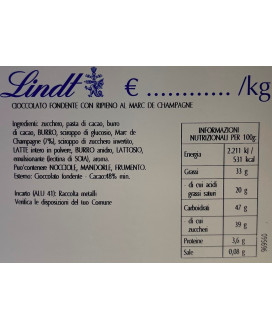 Lindt € ............ /kg
CIOCCOLATO FONDENTE CON RIPIENO AL MARC DE CHAMPAGNE
Ingredienti: zucchero, pasta di cacao, burro
di cacao, BURRO, sciroppo di glucosio, Marc de
Champagne (7%), sciroppo di zucchero invertito,
LATTE intero in polvere, BURRO anidro, LATTOSIO,
emulsionante (lecitina di SOIA), aromi.
Puo' contenere NOCCIOLE, MANDORLE, FRUMENTO.
Esterno: Cioccolato fondente - Cacao:48% min.
Incarto (ALU 41): Raccolta metalli
Verifica le disposizioni del tuo Comune
INFORMAZIONI
NUTRIZIONALI PER 100g
Energia 2.211 kJ /
531 kcal
Grassi 33 g
- di cui acidi
grassi saturi 20 g
Carboidrati 47 g
- di cui
zuccheri 39 g
Proteine 3,6 g
Sale 0,08 g